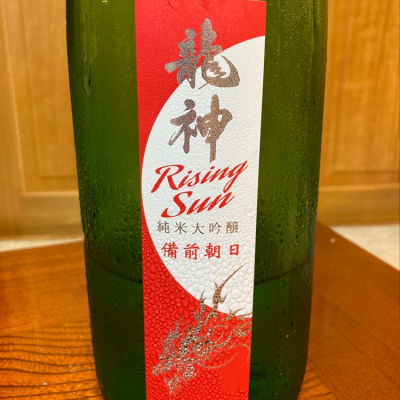 龍神
Rising
Sun
純米大吟醸
備前朝日